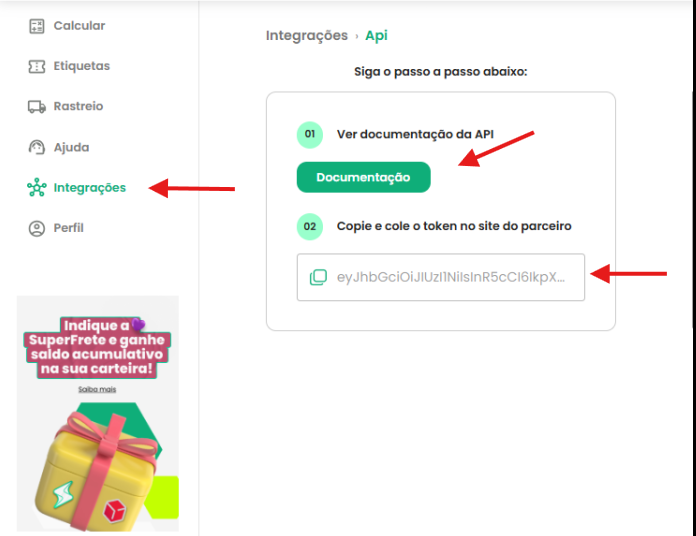 Calcular
Etiquetas
Rastreio
Ajuda
Integrações
Perfil
Indique a
SuperFrete e ganhe
saldo acumulativo
na sua carteira!
Saiba mais
Integrações › Api
Siga o passo a passo abaixo:
01 Ver documentação da API
Documentação
02 Copie e cole o token no site do parceiro
eyJhbGciOiJIUzI1NiIsInR5cCI6IkpX...